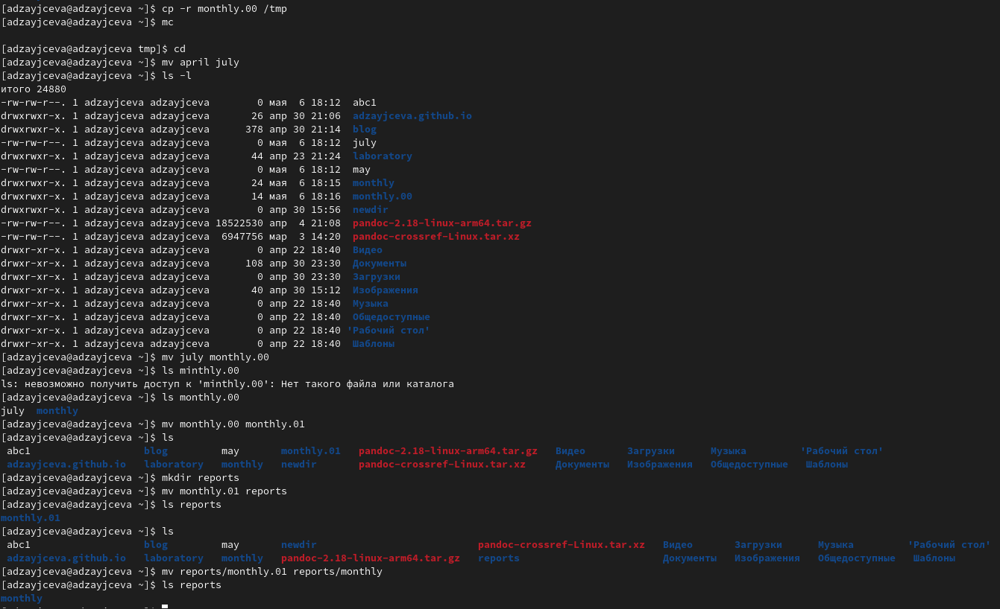 [adzayjceva@adzayjceva ~]$ cp -r monthly.00 /tmp
[adzayjceva@adzayjceva ~]$ mc
[adzayjceva@adzayjceva tmp]$ cd
[adzayjceva@adzayjceva ~]$ mv april july
[adzayjceva@adzayjceva ~]$ ls -l
итого 24880
-rw-rw-r--. 1 adzayjceva adzayjceva        0 мая  6 18:12  abc1
drwxrwxr-x. 1 adzayjceva adzayjceva       26 апр 30 21:06  adzayjceva.github.io
drwxrwxr-x. 1 adzayjceva adzayjceva      378 апр 30 21:14  blog
-rw-rw-r--. 1 adzayjceva adzayjceva        0 мая  6 18:12  july
drwxrwxr-x. 1 adzayjceva adzayjceva       44 апр 23 21:24  laboratory
-rw-rw-r--. 1 adzayjceva adzayjceva        0 мая  6 18:12  may
drwxrwxr-x. 1 adzayjceva adzayjceva       24 мая  6 18:15  monthly
drwxrwxr-x. 1 adzayjceva adzayjceva       14 мая  6 18:16  monthly.00
drwxrwxr-x. 1 adzayjceva adzayjceva        0 апр 30 15:56  newdir
-rw-rw-r--. 1 adzayjceva adzayjceva 18522530 апр  4 21:08  pandoc-2.18-linux-arm64.tar.gz
-rw-rw-r--. 1 adzayjceva adzayjceva  6947756 мар  3 14:20  pandoc-crossref-Linux.tar.xz
drwxr-xr-x. 1 adzayjceva adzayjceva        0 апр 22 18:40  Видео
drwxr-xr-x. 1 adzayjceva adzayjceva      108 апр 30 23:30  Документы
drwxr-xr-x. 1 adzayjceva adzayjceva        0 апр 30 23:30  Загрузки
drwxr-xr-x. 1 adzayjceva adzayjceva       40 апр 30 15:12  Изображения
drwxr-xr-x. 1 adzayjceva adzayjceva        0 апр 22 18:40  Музыка
drwxr-xr-x. 1 adzayjceva adzayjceva        0 апр 22 18:40  Общедоступные
drwxr-xr-x. 1 adzayjceva adzayjceva        0 апр 22 18:40 'Рабочий стол'
drwxr-xr-x. 1 adzayjceva adzayjceva        0 апр 22 18:40  Шаблоны
[adzayjceva@adzayjceva ~]$ mv july monthly.00
[adzayjceva@adzayjceva ~]$ ls minthly.00
ls: невозможно получить доступ к 'minthly.00': Нет такого файла или каталога
[adzayjceva@adzayjceva ~]$ ls monthly.00
july  monthly
[adzayjceva@adzayjceva ~]$ mv monthly.00 monthly.01
[adzayjceva@adzayjceva ~]$ ls
abc1 blog may monthly.01 pandoc-2.18-linux-arm64.tar.gz Видео Загрузки Музыка 'Рабочий стол'
adzayjceva.github.io laboratory monthly newdir pandoc-crossref-Linux.tar.xz Документы Изображения Общедоступные Шаблоны
[adzayjceva@adzayjceva ~]$ mkdir reports
[adzayjceva@adzayjceva ~]$ mv monthly.01 reports
[adzayjceva@adzayjceva ~]$ ls reports
monthly.01
[adzayjceva@adzayjceva ~]$ ls
abc1 blog may newdir pandoc-crossref-Linux.tar.xz Видео Загрузки Музыка 'Рабочий стол'
adzayjceva.github.io laboratory monthly pandoc-2.18-linux-arm64.tar.gz reports Документы Изображения Общедоступные Шаблоны
[adzayjceva@adzayjceva ~]$ mv reports/monthly.01 reports/monthly
[adzayjceva@adzayjceva ~]$ ls reports
monthly